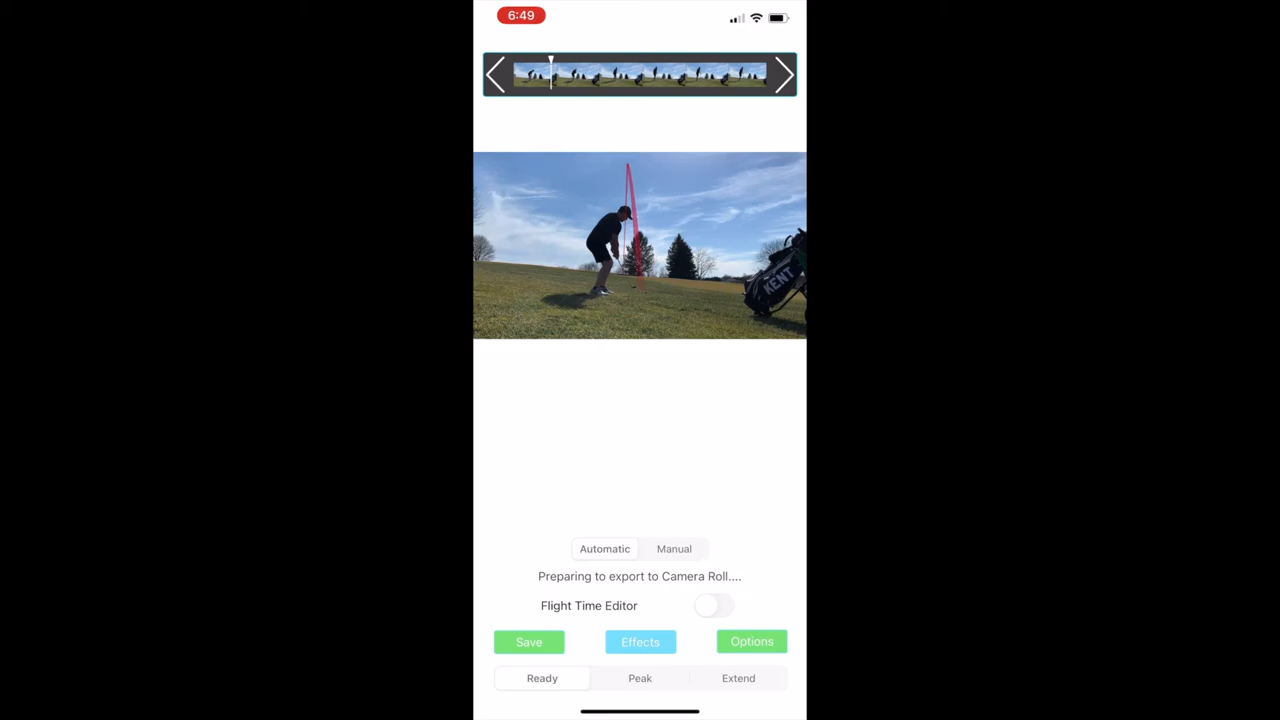 6:49
KENT
Automatic
Manual
Preparing to export to Camera Roll....
Flight Time Editor
Save
Effects
Options
Ready
Peak
Extend